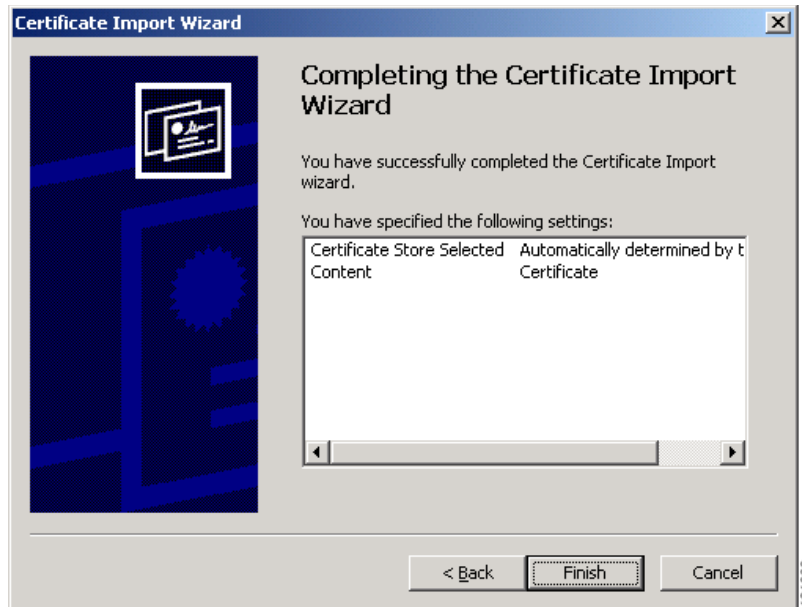 Certificate Import Wizard
Completing the Certificate Import
Wizard
You have successfully completed the Certificate Import
wizard.
You have specified the following settings:
Certificate Store Selected Automatically determined by t
Content Certificate
< Back Finish Cancel